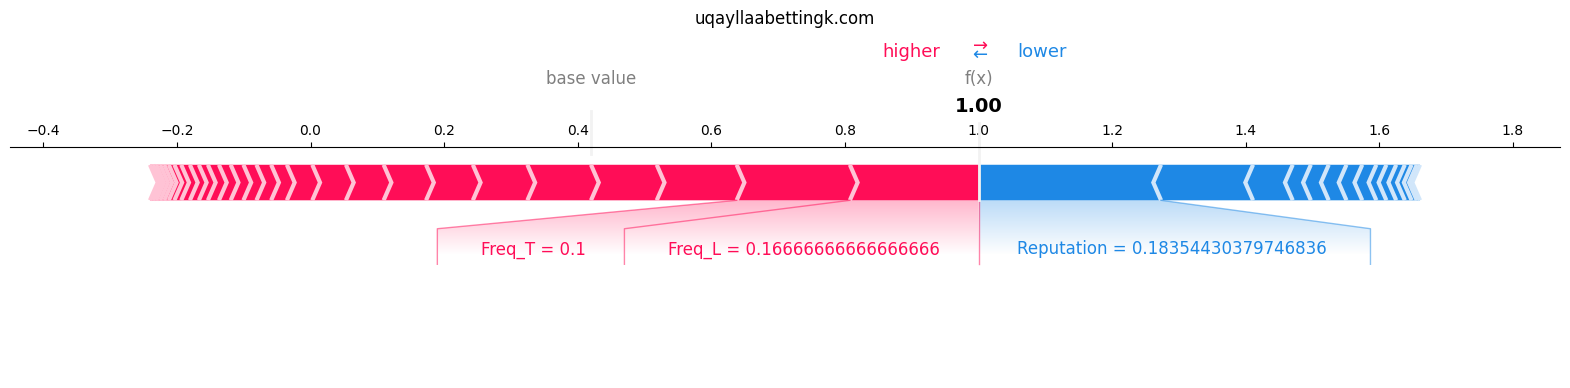 uqayllaabettingk.com
higher ⇄ lower
base value f(x)
1.00
−0.4 −0.2 0.0 0.2 0.4 0.6 0.8 1.0 1.2 1.4 1.6 1.8
Freq_T = 0.1 Freq_L = 0.16666666666666666 Reputation = 0.18354430379746836